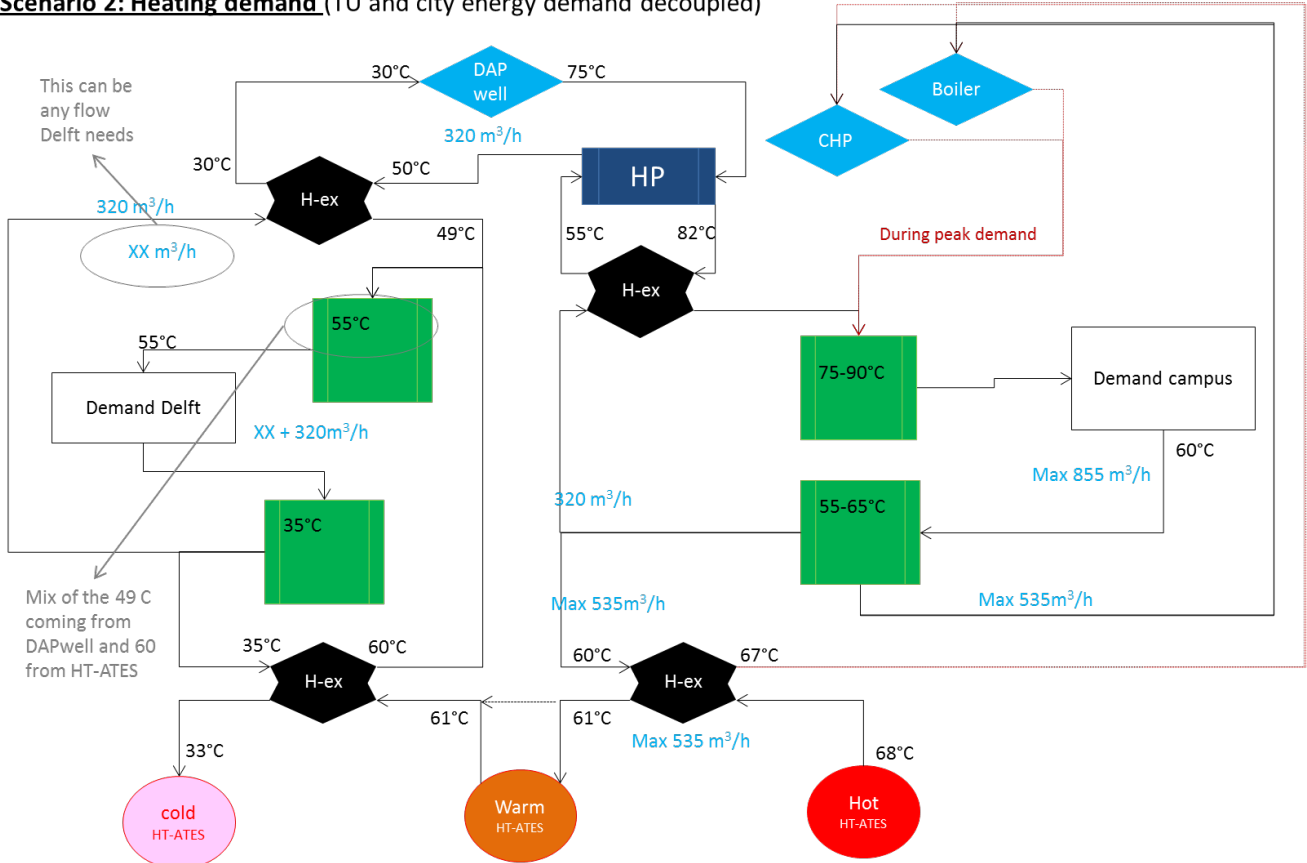 Scenario 2: Heating demand (TU and city energy demand decoupled)
This can be
any flow
Delft needs
30°C
DAP
well
75°C
Boiler
CHP
320 m³/h
30°C
50°C
HP
H-ex
320 m³/h
49°C
55°C
82°C
During peak demand
XX m³/h
H-ex
55°C
55°C
75-90°C
Demand campus
Demand Delft
XX + 320m³/h
60°C
Max 855 m³/h
320 m³/h
55-65°C
35°C
Mix of the 49 C
coming from
DAPwell and 60
from HT-ATES
Max 535m³/h
Max 535m³/h
35°C
60°C
60°C
67°C
H-ex
H-ex
61°C
61°C
Max 535 m³/h
33°C
68°C
cold
HT-ATES
Warm
HT-ATES
Hot
HT-ATES